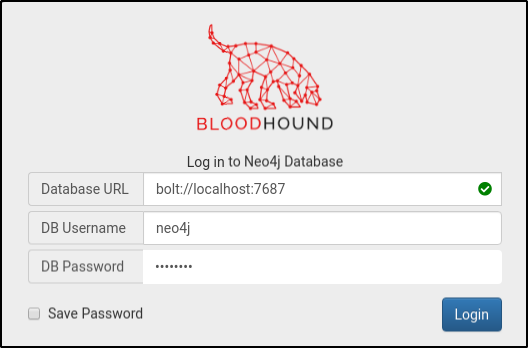 BLOODHOUND
Log in to Neo4j Database
Database URL bolt://localhost:7687
DB Username neo4j
DB Password ••••••••
Save Password
Login